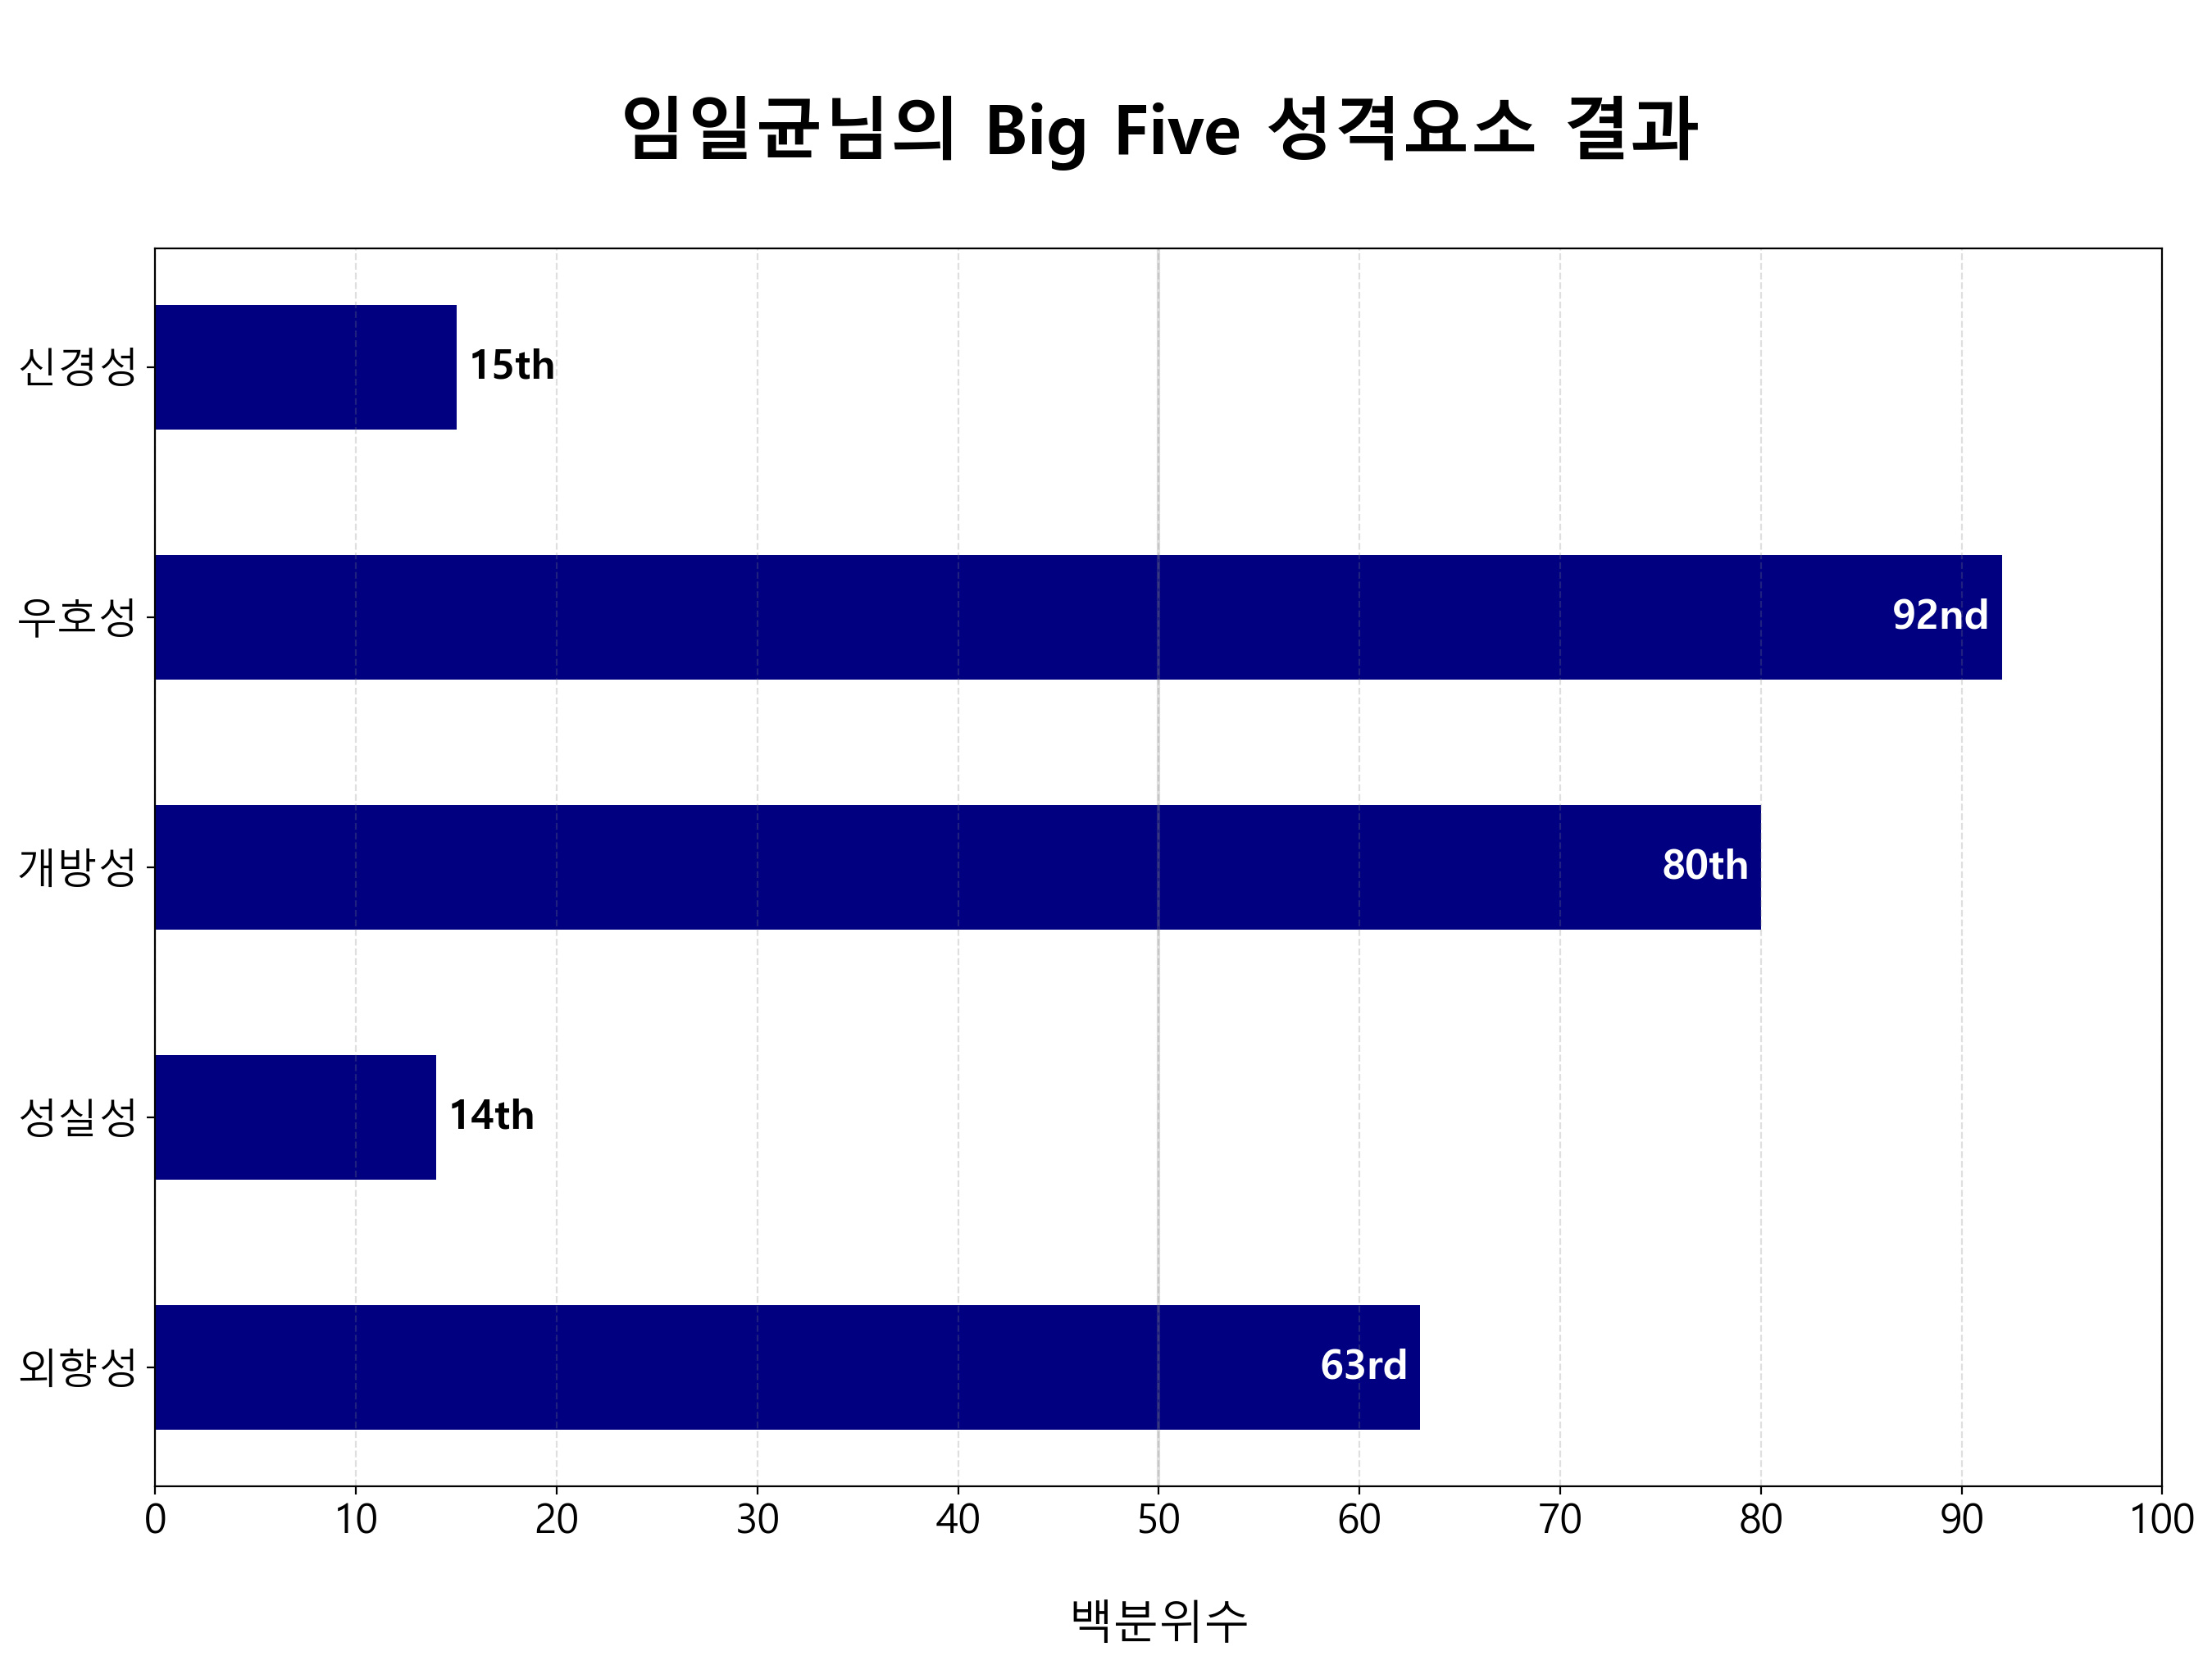 임일균님의 Big Five 성격요소 결과
신경성 15th
우호성 92nd
개방성 80th
성실성 14th
외향성 63rd
0 10 20 30 40 50 60 70 80 90 100
백분위수